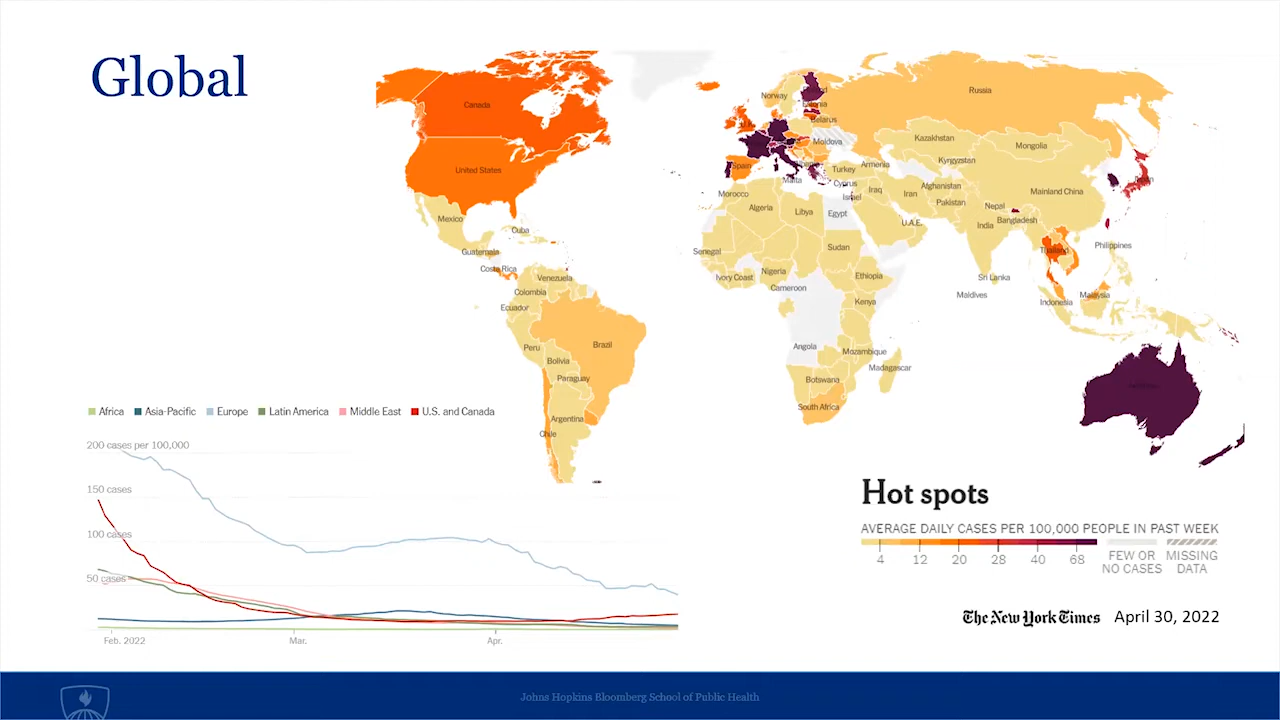 Global
Canada
United States
Mexico
Cuba
Guatemala
Costa Rica
Venezuela
Colombia
Ecuador
Peru
Brazil
Bolivia
Paraguay
Argentina
Chile
Norway
Russia
Estonia
Belarus
Moldova
Spain
Malta
Turkey
Armenia
Cyprus
Israel
Iraq
Iran
Kazakhstan
Kyrgyzstan
Mongolia
Afghanistan
Pakistan
Mainland China
Nepal
Bangladesh
India
U.A.E.
Morocco
Algeria
Libya
Egypt
Senegal
Sudan
Ivory Coast
Nigeria
Cameroon
Ethiopia
Kenya
Angola
Mozambique
Madagascar
Botswana
South Africa
Sri Lanka
Maldives
Thailand
Philippines
Indonesia
Malaysia
Africa Asia-Pacific Europe Latin America Middle East U.S. and Canada
200 cases per 100,000
150 cases
100 cases
50 cases
Feb. 2022 Mar. Apr.
Hot spots
AVERAGE DAILY CASES PER 100,000 PEOPLE IN PAST WEEK
4 12 20 28 40 68
FEW OR NO CASES
MISSING DATA
The New York Times April 30, 2022
Johns Hopkins Bloomberg School of Public Health